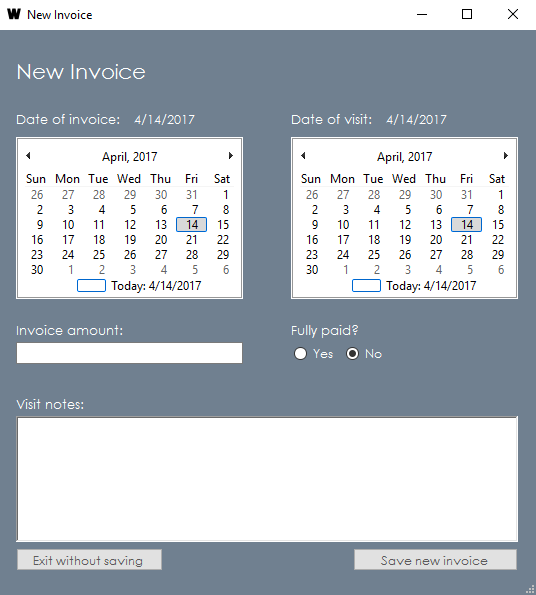 W New Invoice
New Invoice
Date of invoice: 4/14/2017
Date of visit: 4/14/2017
April, 2017
Sun Mon Tue Wed Thu Fri Sat
26 27 28 29 30 31 1
2 3 4 5 6 7 8
9 10 11 12 13 14 15
16 17 18 19 20 21 22
23 24 25 26 27 28 29
30 1 2 3 4 5 6
Today: 4/14/2017
April, 2017
Sun Mon Tue Wed Thu Fri Sat
26 27 28 29 30 31 1
2 3 4 5 6 7 8
9 10 11 12 13 14 15
16 17 18 19 20 21 22
23 24 25 26 27 28 29
30 1 2 3 4 5 6
Today: 4/14/2017
Invoice amount:
Fully paid?
Yes No
Visit notes:
Exit without saving
Save new invoice